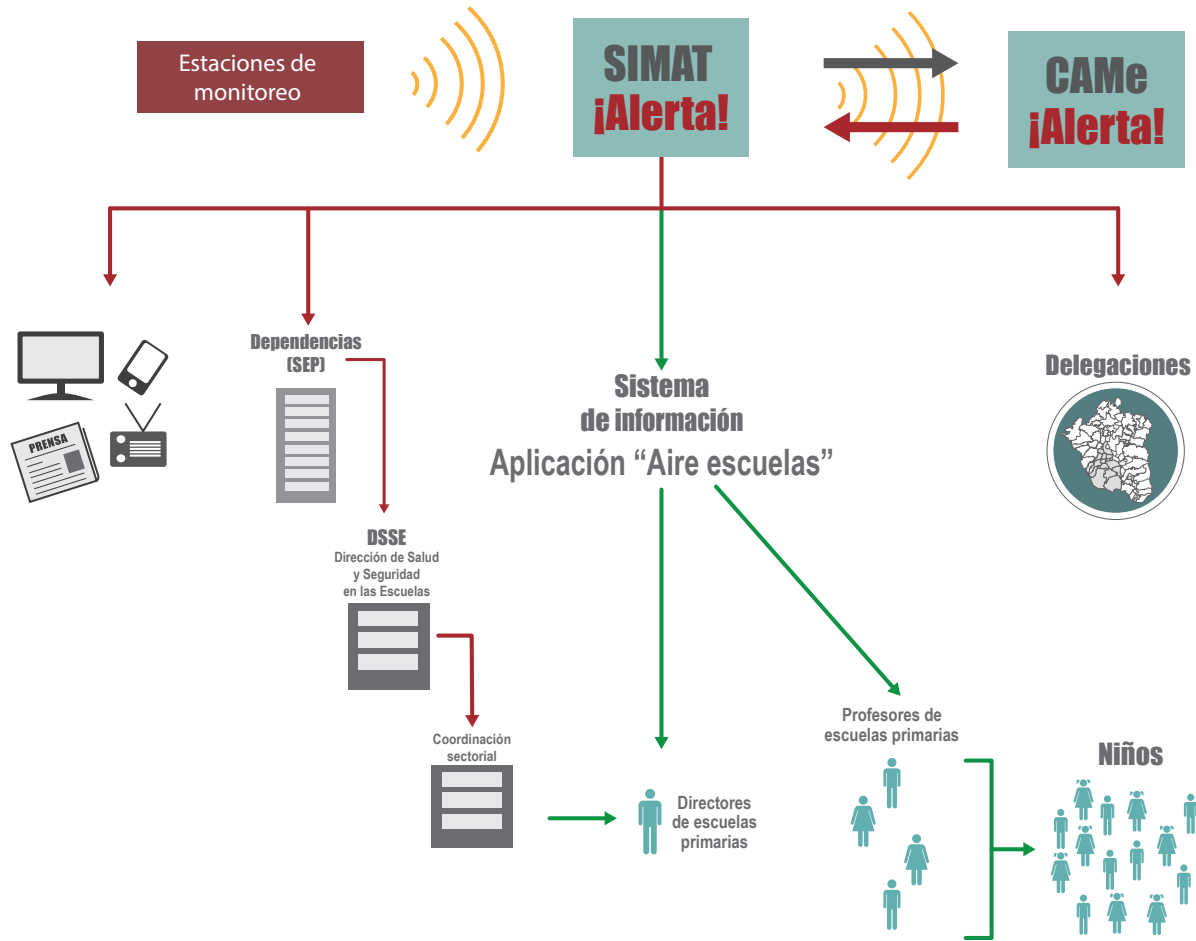 Estaciones de
monitoreo
SIMAT
¡Alerta!
CAMe
¡Alerta!
PRENSA
Dependencias
(SEP)
DSSE
Dirección de Salud
y Seguridad
en las Escuelas
Coordinación
sectorial
Sistema
de información
Aplicación “Aire escuelas”
Directores
de escuelas
primarias
Profesores de
escuelas primarias
Delegaciones
Niños